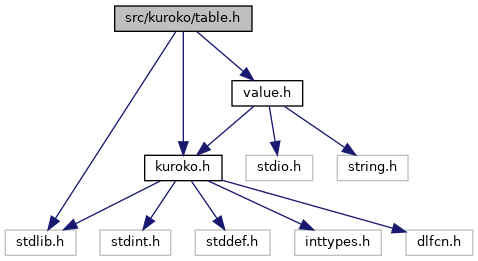 src/kuroko/table.h
value.h
kuroko.h
stdio.h
string.h
stdlib.h
stdint.h
stddef.h
inttypes.h
dlfcn.h